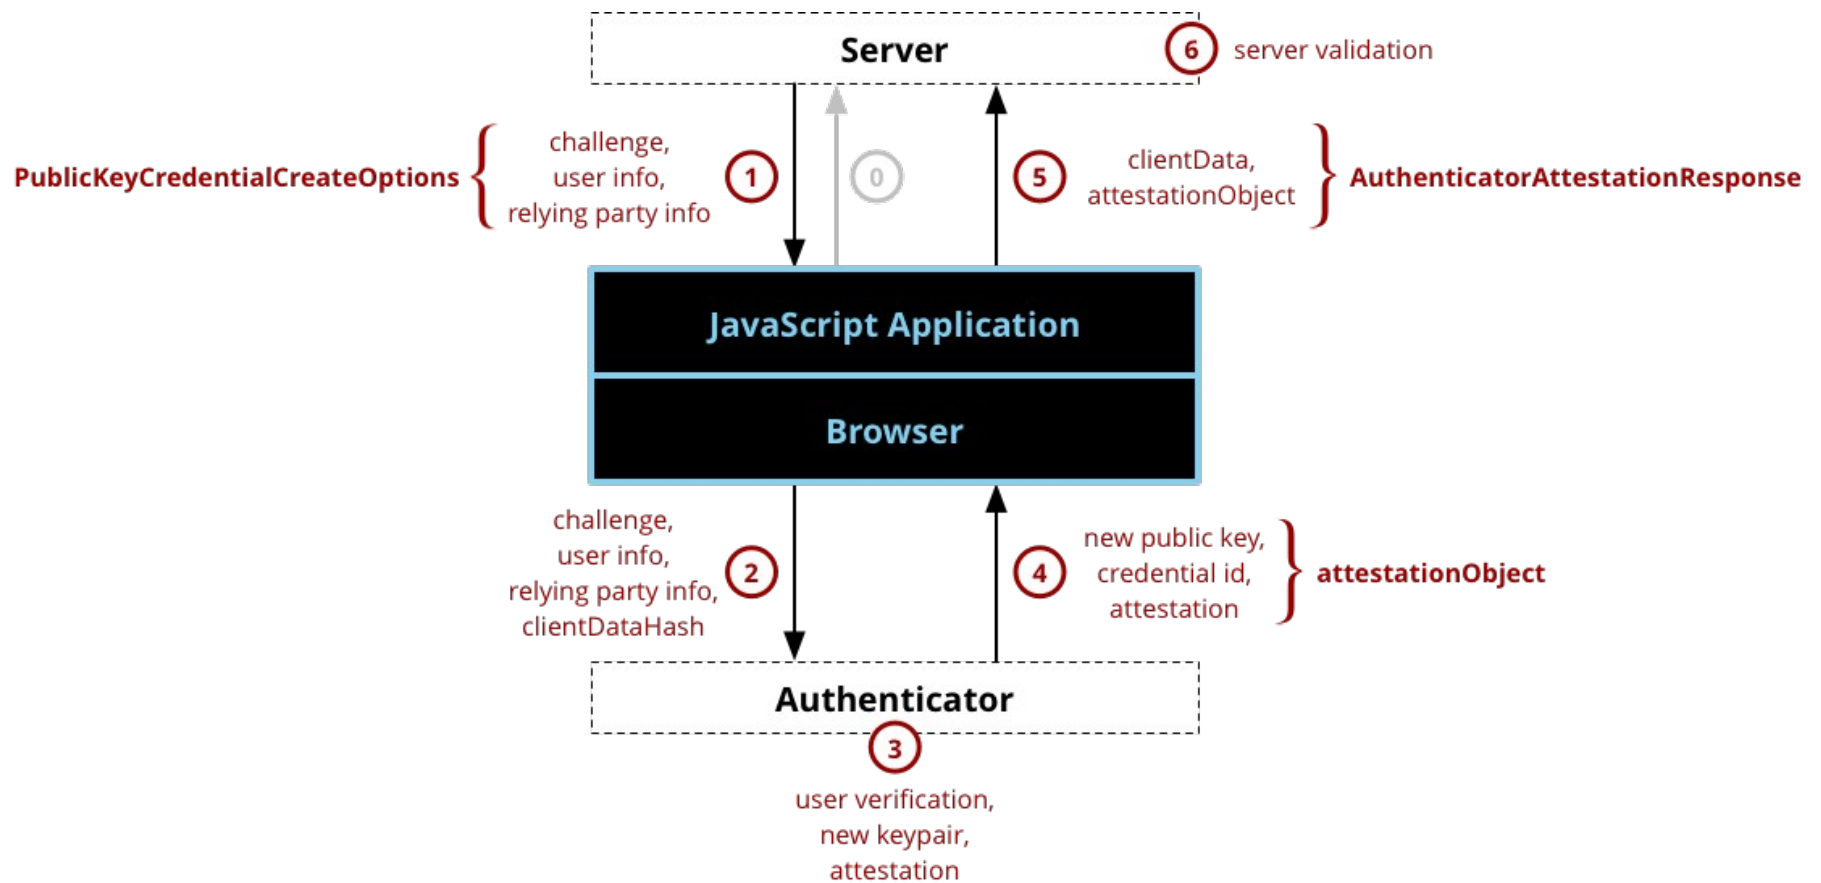 Server
6
server validation
PublicKeyCredentialCreateOptions
challenge,
user info,
relying party info
1
0
5
clientData,
attestationObject
AuthenticatorAttestationResponse
JavaScript Application
Browser
challenge,
user info,
relying party info,
clientDataHash
2
4
new public key,
credential id,
attestation
attestationObject
Authenticator
3
user verification,
new keypair,
attestation